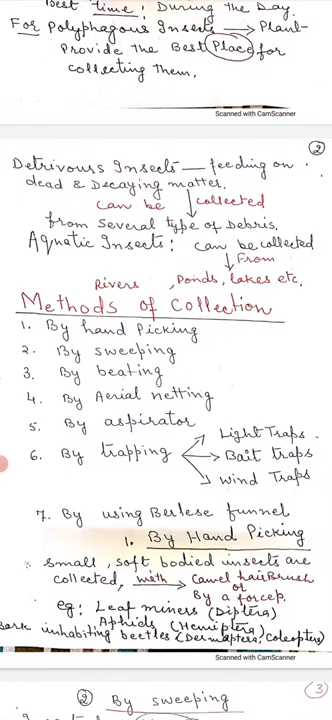 Best time! During the Day.
For Polyphagous Insects → Plant-
Provide the Best Place for
collecting them.
Scanned with CamScanner
2
Detrivours Insects — feeding on
dead & Decaying matter.
can be collected
from several type of Debris.
Aquatic Insects: can be collected
From
Rivers, Ponds, lakes etc.
Methods of Collection
1. By hand Picking
2. By sweeping
3. By beating
4. By Aerial netting
5. By aspirator
6. By trapping → Light Traps.
→ Bait traps
→ Wind Traps
7. By using Berlese funnel
1. By Hand Picking
small, soft bodied insects are
collected, with → Camel hair Brush
or
By a forcep.
eg: Leaf miners (Diptera)
Aphids (Hemiptera)
Bark inhabiting beetles (Dermaptera, coleoptera)
Scanned with CamScanner
3
2 By sweeping